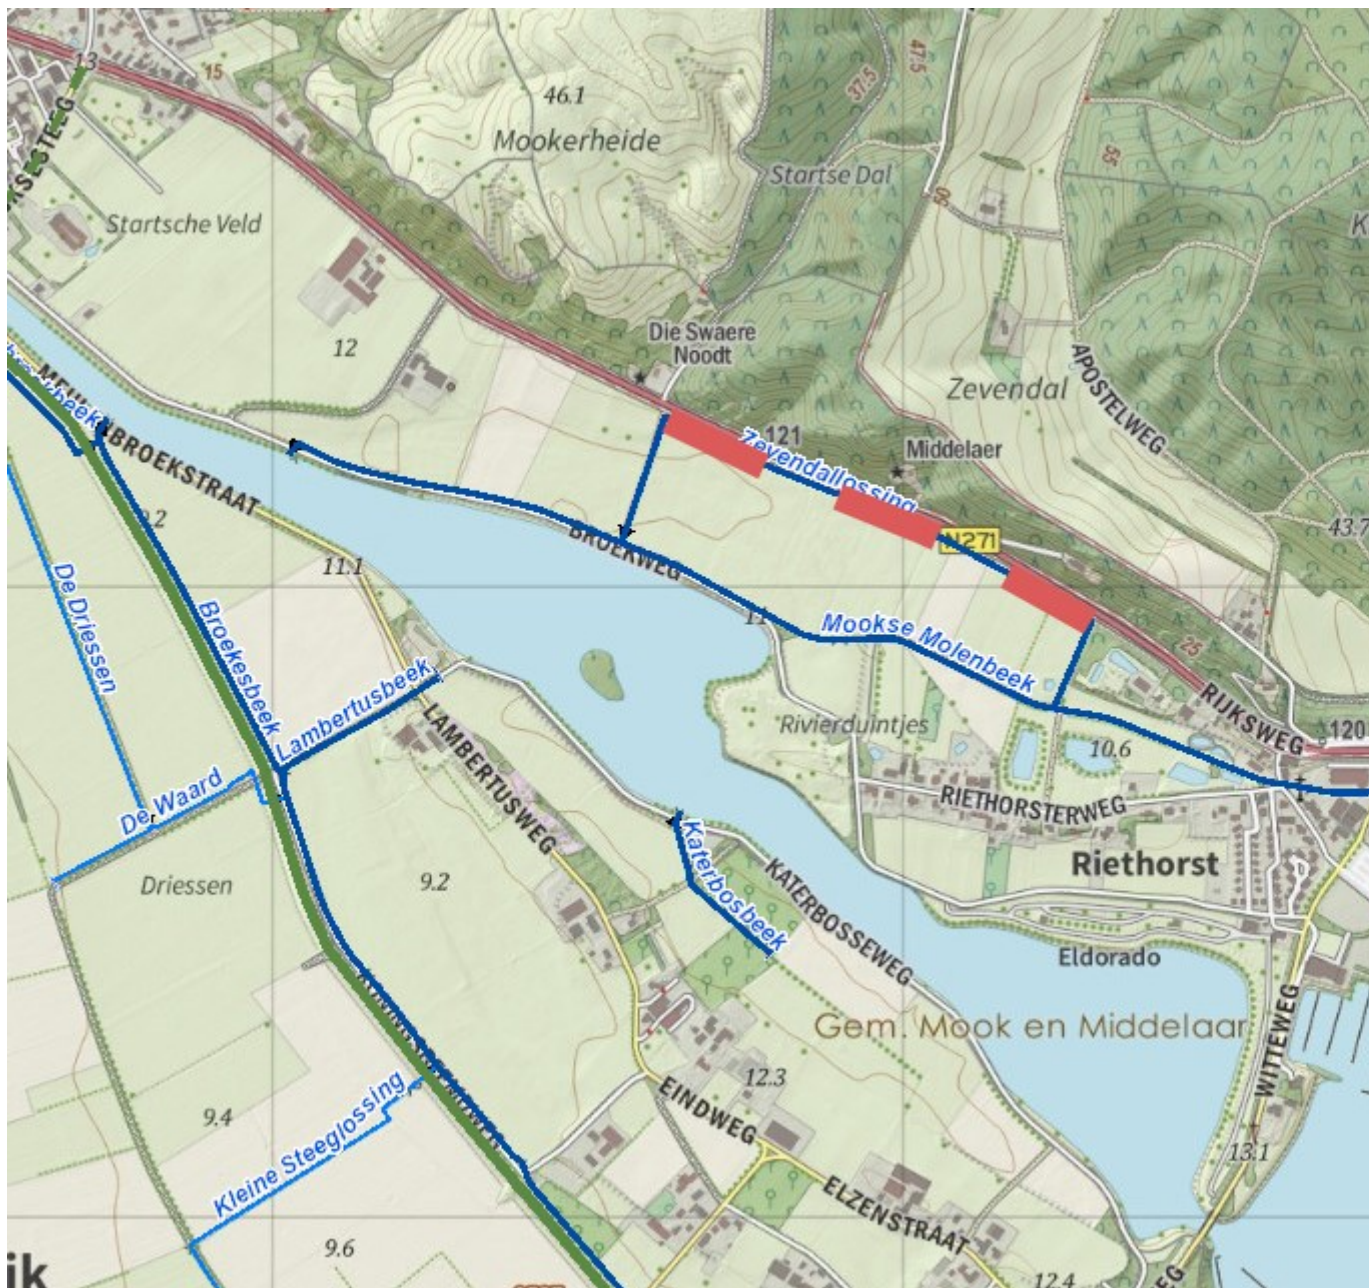 13
15
46.1
Mookerheide
Startse Dal
37.5
47.5
50
55
Startsche Veld
12
Die Swaere
Noodt
Zevendal
APOSTELWEG
121
Zevendallossing
Middelaer
N271
43.7
BROEKWEG
11
Mookse Molenbeek
25
RIJKSWEG
120
10.6
Rivierduintjes
RIETHORSTERWEG
Riethorst
Eldorado
11.1
De Driessen
Broekesbeek
Lambertusbeek
LAMBERTUSWEG
De Waard
Driessen
9.2
Katerbosbeek
KATERBOSSEWEG
Gem. Mook en Middelaar
WITTEWEG
12.3
EINDWEG
9.4
Kleine Steeglossing
ELZENSTRAAT
13.1
9.6
12.4